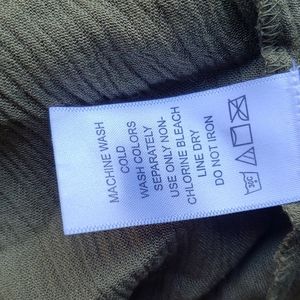 MACHINE WASH
COLD
WASH COLORS
SEPARATELY
USE ONLY NON-
CHLORINE BLEACH
LINE DRY
DO NOT IRON